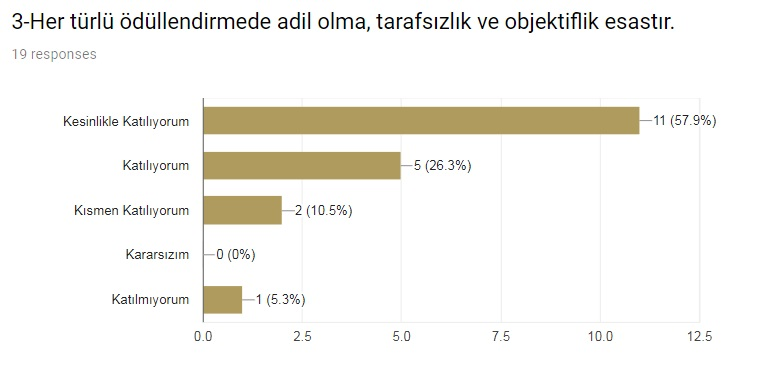 3-Her türlü ödüllendirmede adil olma, tarafsızlık ve objektiflik esastır.
19 responses
Kesinlikle Katılıyorum
11 (57.9%)
Katılıyorum
5 (26.3%)
Kısmen Katılıyorum
2 (10.5%)
Kararsızım
0 (0%)
Katılmıyorum
1 (5.3%)
0.0 2.5 5.0 7.5 10.0 12.5